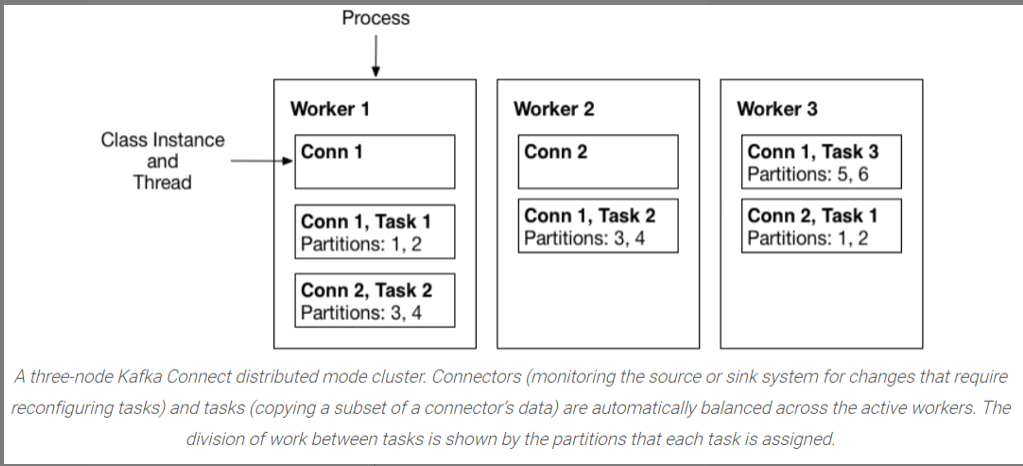 Process
Class Instance
and
Thread
Worker 1
Conn 1
Conn 1, Task 1
Partitions: 1, 2
Conn 2, Task 2
Partitions: 3, 4
Worker 2
Conn 2
Conn 1, Task 2
Partitions: 3, 4
Worker 3
Conn 1, Task 3
Partitions: 5, 6
Conn 2, Task 1
Partitions: 1, 2
A three-node Kafka Connect distributed mode cluster. Connectors (monitoring the source or sink system for changes that require
reconfiguring tasks) and tasks (copying a subset of a connector's data) are automatically balanced across the active workers. The
division of work between tasks is shown by the partitions that each task is assigned.